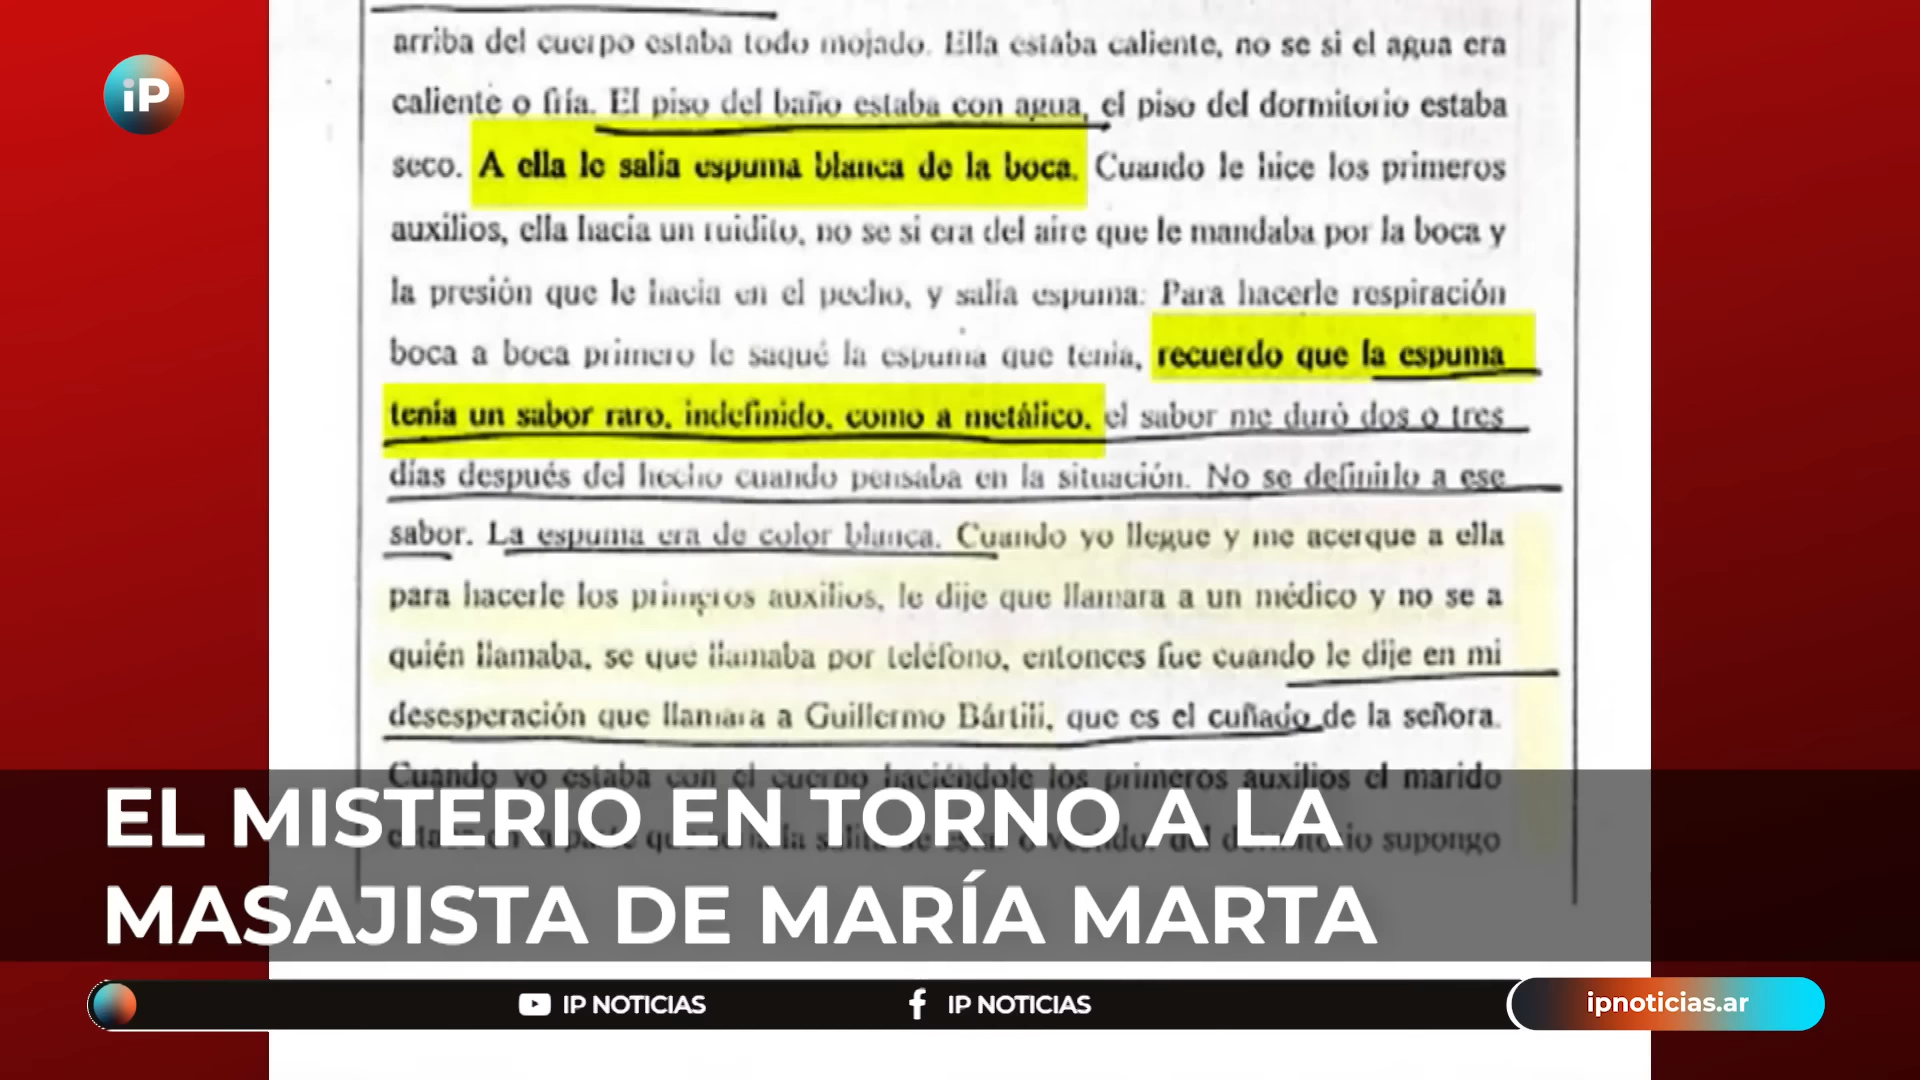 iP
arriba del cuerpo estaba todo mojado. Ella estaba caliente, no se si el agua era
caliente o fría. El piso del baño estaba con agua, el piso del dormitorio estaba
seco. A ella le salia espuma blanca de la boca. Cuando le hice los primeros
auxilios, ella hacia un ruidito, no se si era del aire que le mandaba por la boca y
la presión que le hacia en el pecho, y salia espuma. Para hacerle respiración
boca a boca primero le saqué la espuma que tenia, recuerdo que la espuma
tenia un sabor raro, indefinido, como a metálico, el sabor me duró dos o tres
días después del hecho cuando pensaba en la situación. No se definirlo a ese
sabor. La espuma era de color blanca. Cuando yo llegue y me acerque a ella
para hacerle los primeros auxilios, le dije que llamara a un médico y no se a
quién llamaba, se que llamaba por teléfono, entonces fue cuando le dije en mi
desesperación que llamara a Guillermo Bártili, que es el cuñado de la señora.
Cuando yo estaba con el cuerpo haciéndole los primeros auxilios el marido
supongo
EL MISTERIO EN TORNO A LA
MASAJISTA DE MARÍA MARTA
IP NOTICIAS IP NOTICIAS ipnoticias.ar